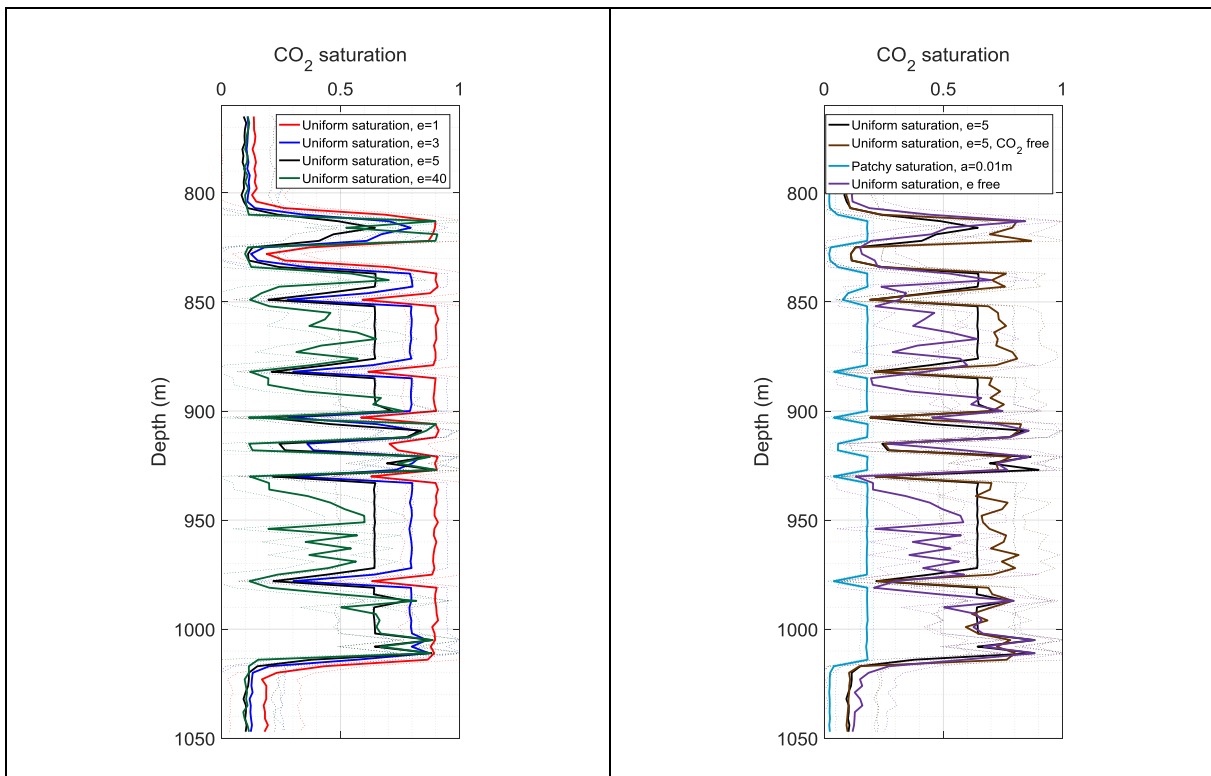 CO2 saturation
0 0.5 1
Uniform saturation, e=1
Uniform saturation, e=3
Uniform saturation, e=5
Uniform saturation, e=40
800
850
900
950
1000
1050
Depth (m)
CO2 saturation
0 0.5 1
Uniform saturation, e=5
Uniform saturation, e=5, CO2 free
Patchy saturation, a=0.01m
Uniform saturation, e free
800
850
900
950
1000
1050
Depth (m)